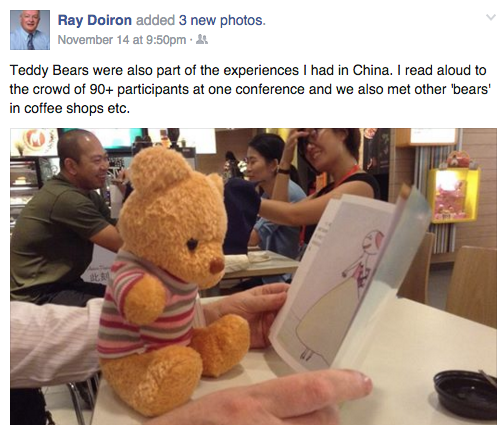 Ray Doiron added 3 new photos.
November 14 at 9:50pm ·
Teddy Bears were also part of the experiences I had in China. I read aloud to
the crowd of 90+ participants at one conference and we also met other 'bears'
in coffee shops etc.